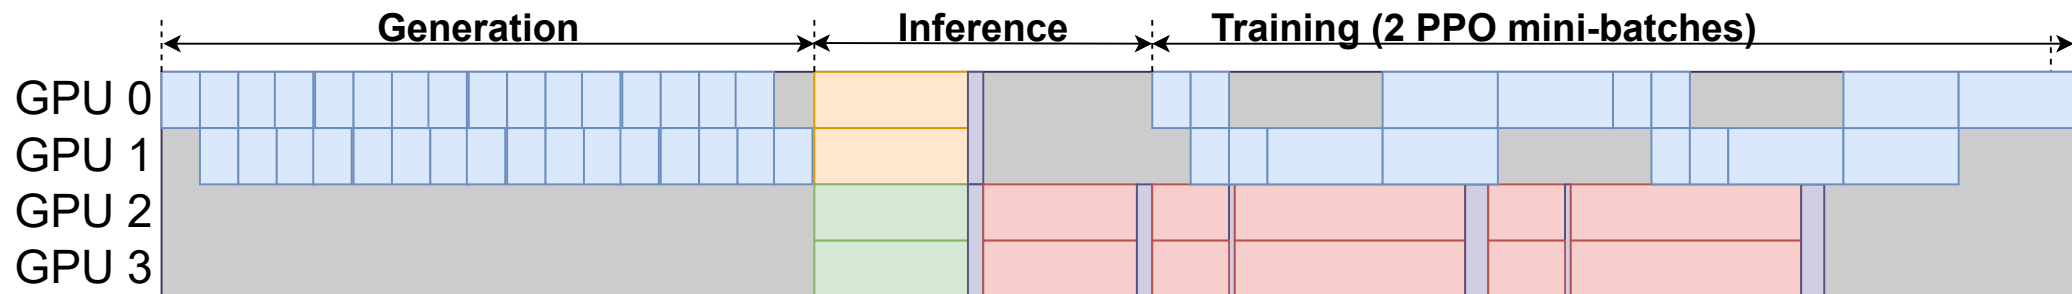 Generation Inference Training (2 PPO mini-batches)
GPU 0
GPU 1
GPU 2
GPU 3